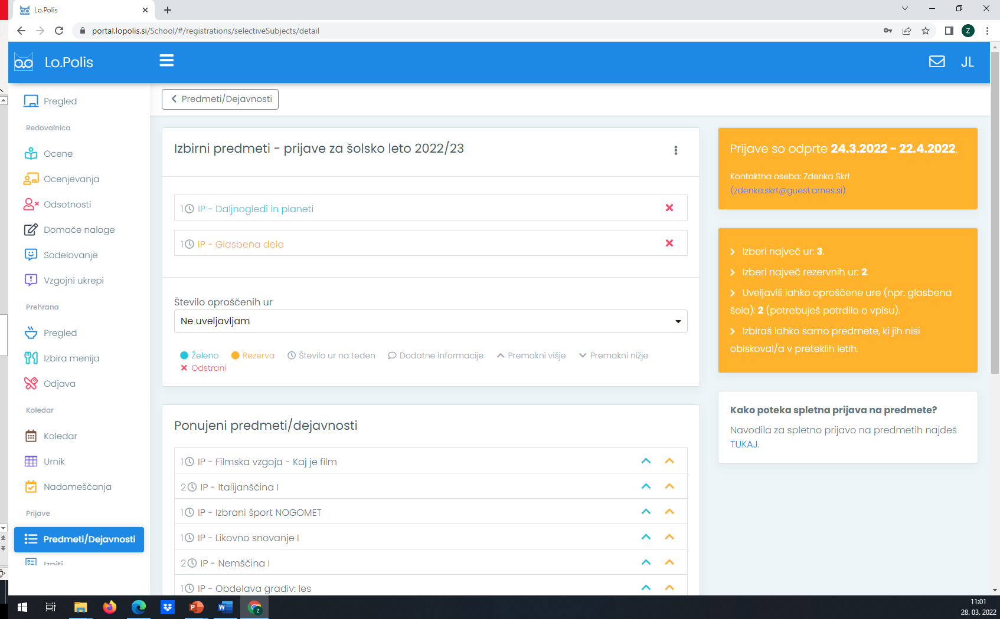 Lo.Polis
portal.lopolis.si/School/#/registrations/selectiveSubjects/detail
Z
Lo.Polis
JL
Pregled
Redovalnica
Ocene
Ocenjevanja
Odsotnosti
Domače naloge
Sodelovanje
Vzgojni ukrepi
Prehrana
Pregled
Izbira menija
Odjava
Koledar
Koledar
Urnik
Nadomeščanja
Prijave
Predmeti/Dejavnosti
Izpiti
Predmeti/Dejavnosti
Izbirni predmeti - prijave za šolsko leto 2022/23
1 IP - Daljnogledi in planeti
1 IP - Glasbena dela
Število oproščenih ur
Ne uveljavljam
Želeno Rezerva Število ur na teden Dodatne informacije Premakni višje Premakni nižje
Odstrani
Ponujeni predmeti/dejavnosti
1 IP - Filmska vzgoja - Kaj je film
2 IP - Italijanščina I
1 IP - Izbrani šport NOGOMET
1 IP - Likovno snovanje I
2 IP - Nemščina I
1 IP - Obdelava gradiv: les
Prijave so odprte 24.3.2022 - 22.4.2022.
Kontaktna oseba: Zdenka Skrt
(zdenka.skrt@guest.arnes.si)
Izberi največ ur: 3.
Izberi največ rezervnih ur: 2.
Uveljaviš lahko oproščene ure (npr. glasbena
šola): 2 (potrebuješ potrdilo o vpisu).
Izbiraš lahko samo predmete, ki jih nisi
obiskoval/a v preteklih letih.
Kako poteka spletna prijava na predmete?
Navodila za spletno prijavo na predmetih najdeš
TUKAJ.
11:01
28. 03. 2022